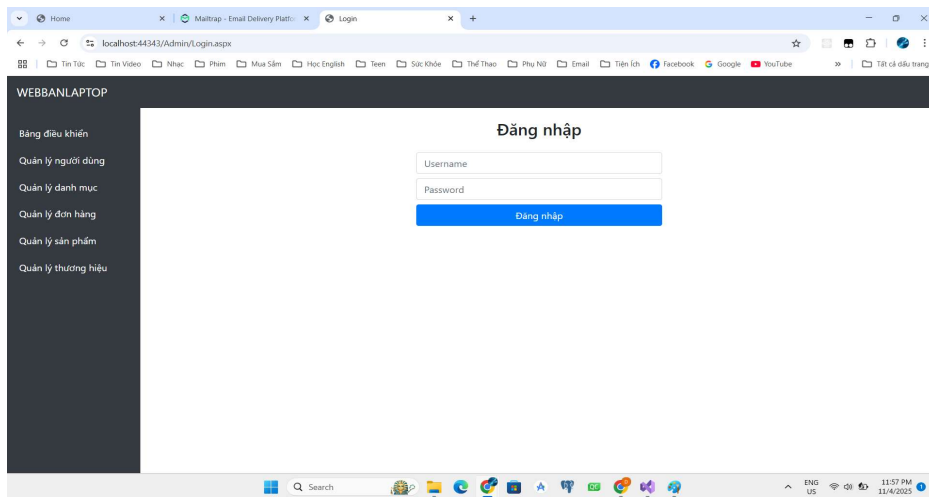 Home
Mailtrap - Email Delivery Platfo
Login
localhost:44343/Admin/Login.aspx
Tin Tức Tin Video Nhạc Phim Mua Sắm Học English Teen Sức Khỏe Thể Thao Phụ Nữ Email Tiện Ích Facebook Google YouTube » Tất cả dấu trang
WEBBANLAPTOP
Bảng điều khiển
Quản lý người dùng
Quản lý danh mục
Quản lý đơn hàng
Quản lý sản phẩm
Quản lý thương hiệu
Đăng nhập
Username
Password
Đăng nhập
Search
ENG
US
11:57 PM
11/4/2025